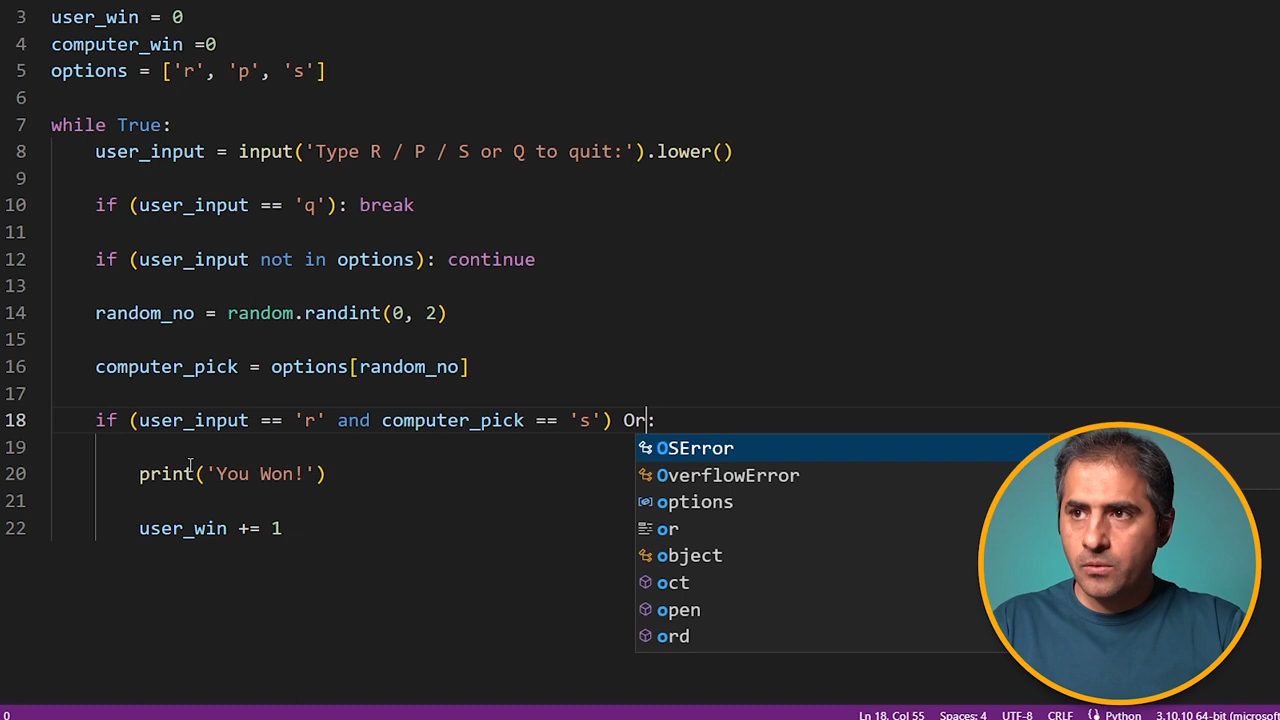 3 user_win = 0
4 computer_win =0
5 options = ['r', 'p', 's']
6
7 while True:
8 user_input = input('Type R / P / S or Q to quit:').lower()
9
10 if (user_input == 'q'): break
11
12 if (user_input not in options): continue
13
14 random_no = random.randint(0, 2)
15
16 computer_pick = options[random_no]
17
18 if (user_input == 'r' and computer_pick == 's') Or:
19
OSError
20 print('You Won!')
OverflowError
21
options
22 user_win += 1
or
object
oct
open
ord
0 Ln 18, Col 55 Spaces: 4 UTF-8 CRLF Python 3.10.10 64-bit (microsoft